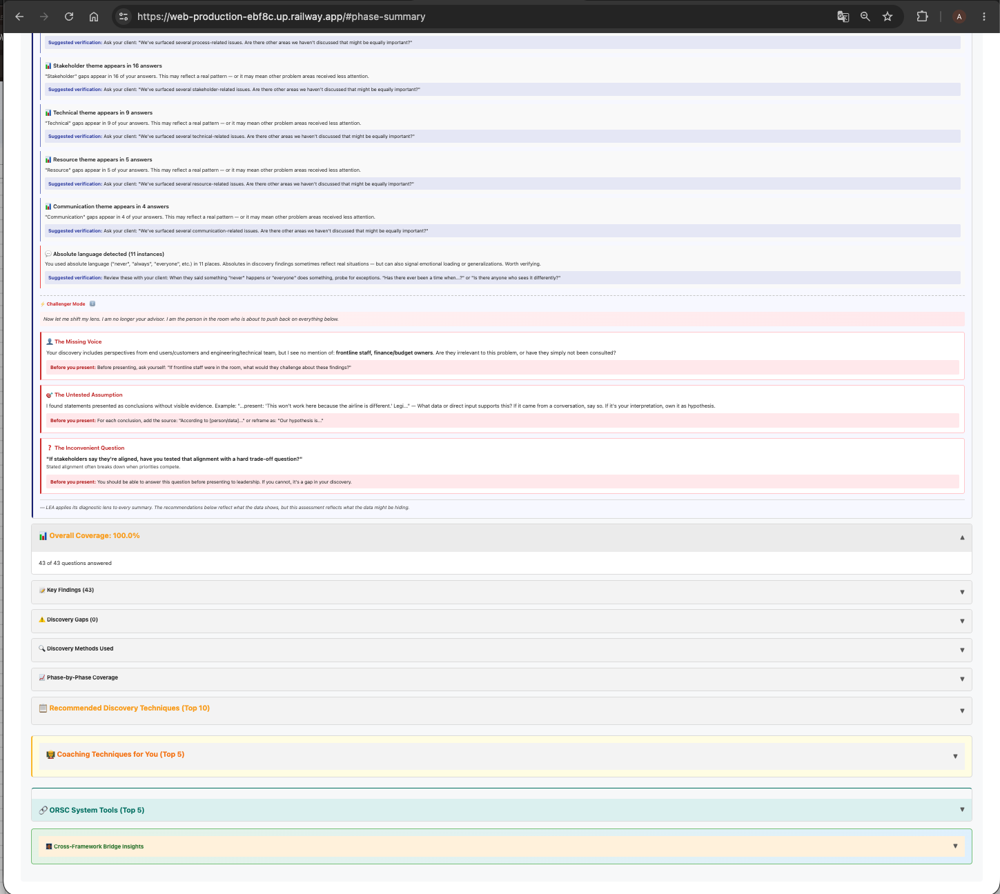 https://web-production-ebf8c.up.railway.app/#phase-summary
A
Suggested verification: Ask your client: "We've surfaced several process-related issues. Are there other areas we haven't discussed that might be equally important?"
Stakeholder theme appears in 16 answers
"Stakeholder" gaps appear in 16 of your answers. This may reflect a real pattern — or it may mean other problem areas received less attention.
Suggested verification: Ask your client: "We've surfaced several stakeholder-related issues. Are there other areas we haven't discussed that might be equally important?"
Technical theme appears in 9 answers
"Technical" gaps appear in 9 of your answers. This may reflect a real pattern — or it may mean other problem areas received less attention.
Suggested verification: Ask your client: "We've surfaced several technical-related issues. Are there other areas we haven't discussed that might be equally important?"
Resource theme appears in 5 answers
"Resource" gaps appear in 5 of your answers. This may reflect a real pattern — or it may mean other problem areas received less attention.
Suggested verification: Ask your client: "We've surfaced several resource-related issues. Are there other areas we haven't discussed that might be equally important?"
Communication theme appears in 4 answers
"Communication" gaps appear in 4 of your answers. This may reflect a real pattern — or it may mean other problem areas received less attention.
Suggested verification: Ask your client: "We've surfaced several communication-related issues. Are there other areas we haven't discussed that might be equally important?"
Absolute language detected (11 instances)
You used absolute language ("never", "always", "everyone", etc.) in 11 places. Absolutes in discovery findings sometimes reflect real situations — but can also signal emotional loading or generalizations. Worth verifying.
Suggested verification: Review these with your client: When they said something "never" happens or "everyone" does something, probe for exceptions. "Has there ever been a time when...?" or "Is there anyone who sees it differently?"
Challenger Mode
Now let me shift my lens. I am no longer your advisor. I am the person in the room who is about to push back on everything below.
The Missing Voice
Your discovery includes perspectives from end users/customers and engineering/technical team, but I see no mention of: frontline staff, finance/budget owners. Are they irrelevant to this problem, or have they simply not been consulted?
Before you present: Before presenting, ask yourself: "If frontline staff were in the room, what would they challenge about these findings?"
The Untested Assumption
I found statements presented as conclusions without visible evidence. Example: "...present: 'This won't work here because the airline is different.' Legi..." — What data or direct input supports this? If it came from a conversation, say so. If it's your interpretation, own it as hypothesis.
Before you present: For each conclusion, add the source: "According to [person/data]..." or reframe as: "Our hypothesis is..."
The Inconvenient Question
"If stakeholders say they're aligned, have you tested that alignment with a hard trade-off question?"
Stated alignment often breaks down when priorities compete.
Before you present: You should be able to answer this question before presenting to leadership. If you cannot, it's a gap in your discovery.
— LEA applies its diagnostic lens to every summary. The recommendations below reflect what the data shows, but this assessment reflects what the data might be hiding.
Overall Coverage: 100.0%
43 of 43 questions answered
Key Findings (43)
Discovery Gaps (0)
Discovery Methods Used
Phase-by-Phase Coverage
Recommended Discovery Techniques (Top 10)
Coaching Techniques for You (Top 5)
ORSC System Tools (Top 5)
Cross-Framework Bridge Insights